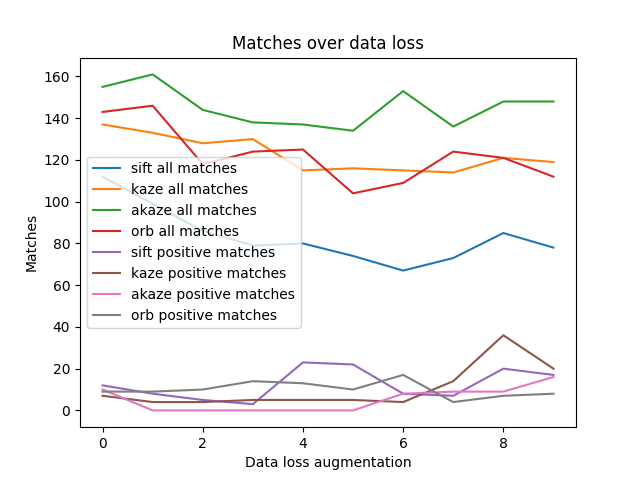 Matches over data loss
160
140
120
100
80
60
40
20
0
Matches
sift all matches
kaze all matches
akaze all matches
orb all matches
sift positive matches
kaze positive matches
akaze positive matches
orb positive matches
0 2 4 6 8
Data loss augmentation